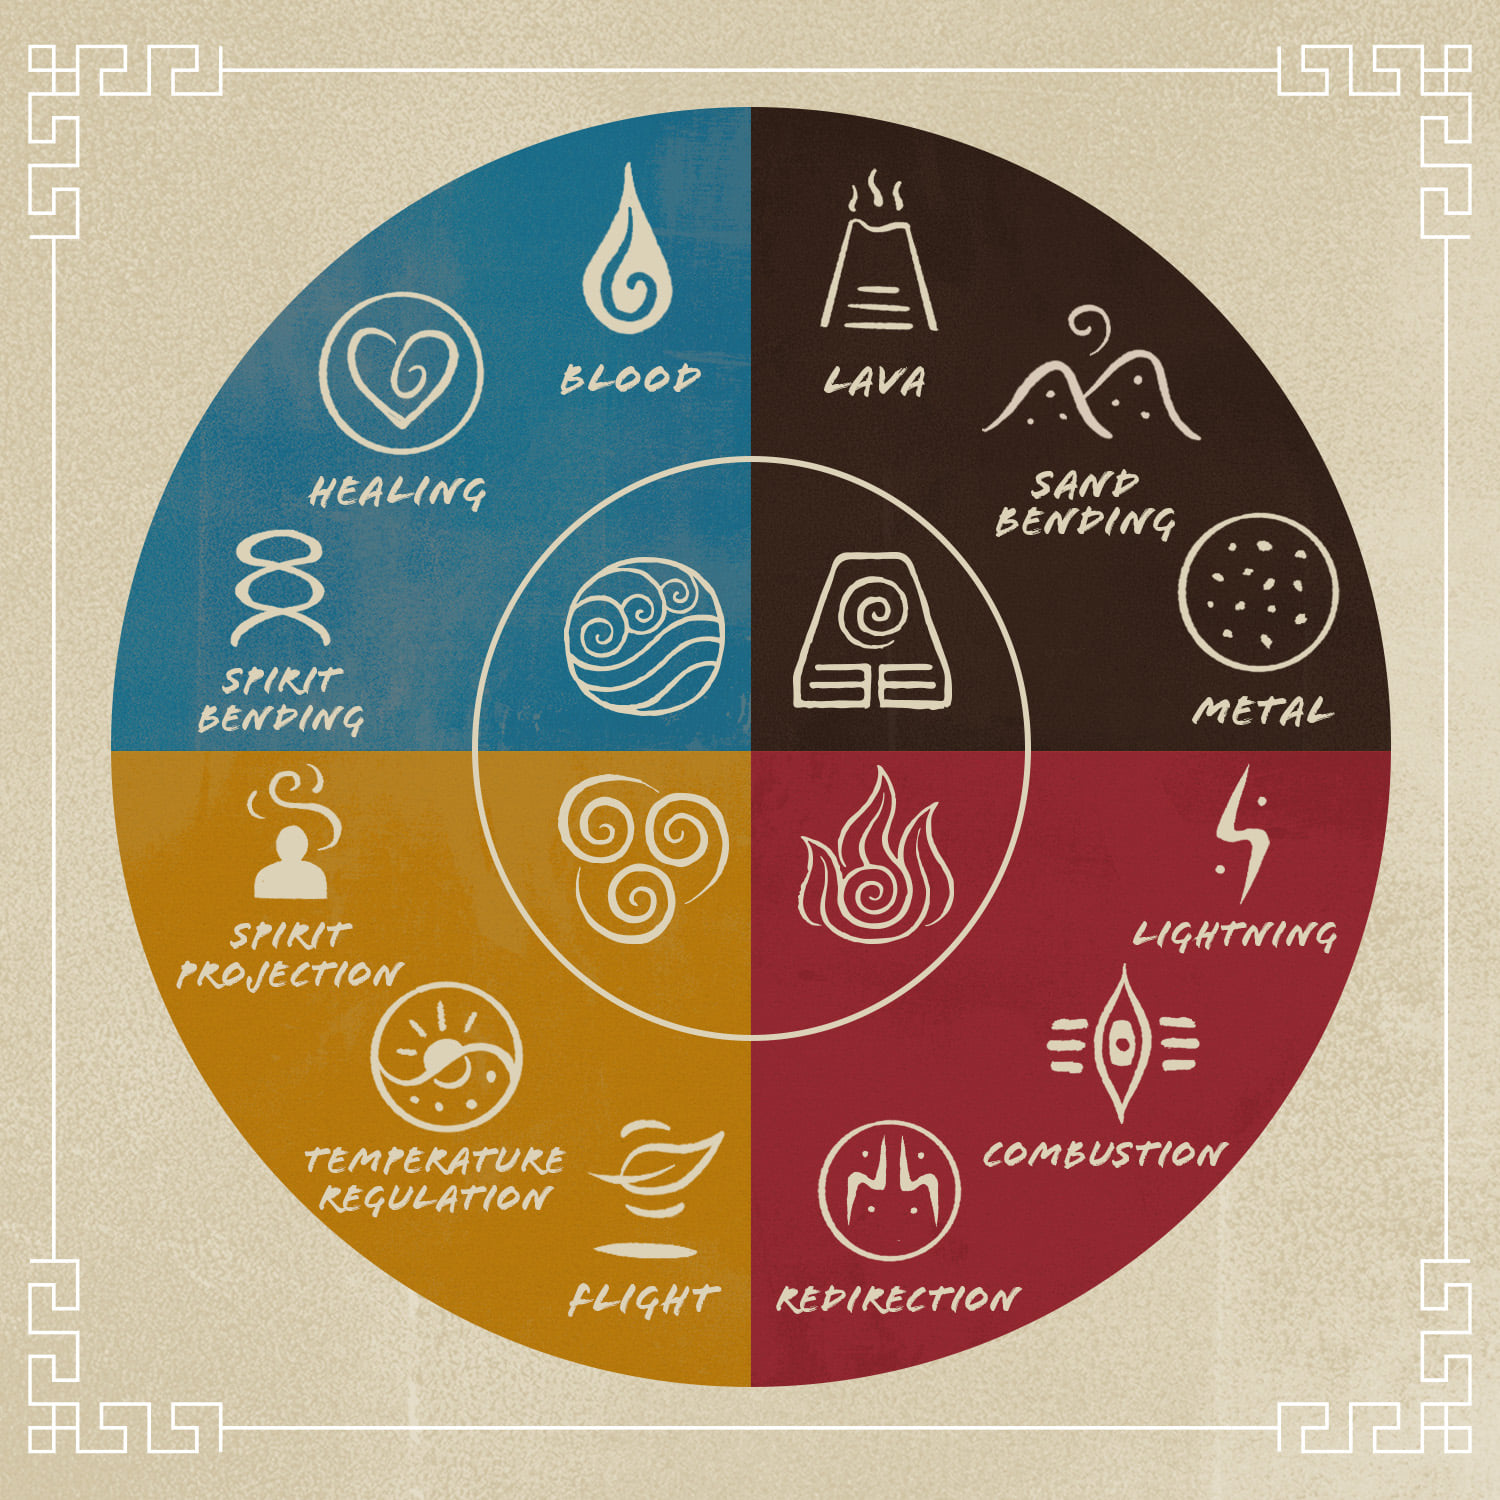 BLOOD
LAVA
HEALING
SAND
BENDING
SPIRIT
BENDING
METAL
SPIRIT
PROJECTION
LIGHTNING
TEMPERATURE
REGULATION
COMBUSTION
FLIGHT
REDIRECTION